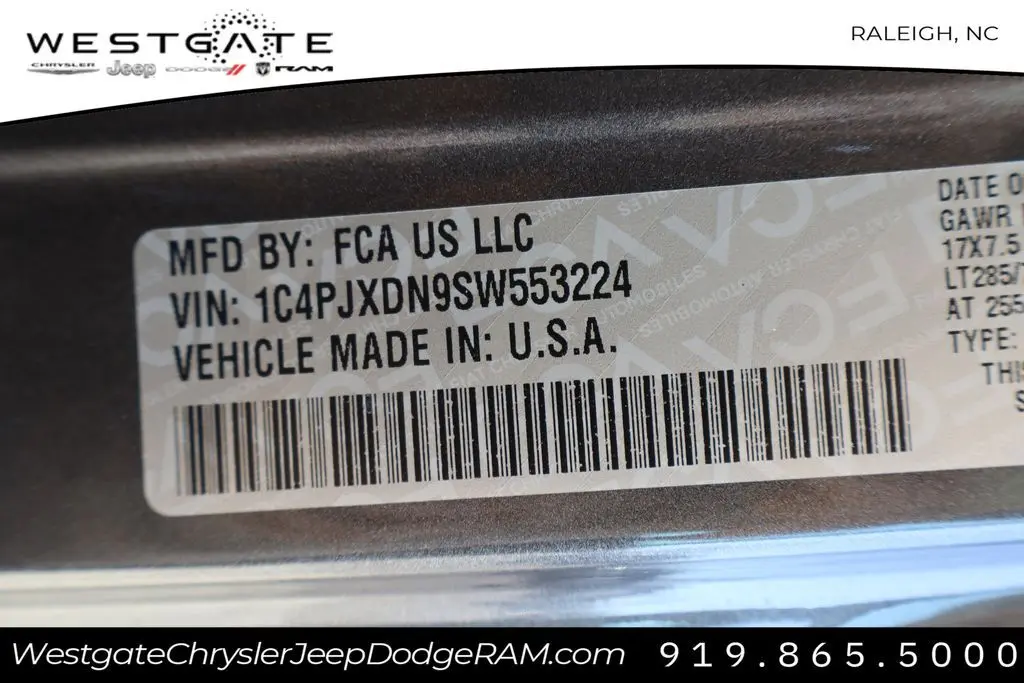 WESTGATE
CHRYSLER Jeep DODGE RAM
RALEIGH, NC
MFD BY: FCA US LLC
VIN: 1C4PJXDN9SW553224
VEHICLE MADE IN: U.S.A.
DATE O
GAWR
17X7.5
LT285/
AT 255
TYPE:
THI
S
WestgateChryslerJeepDodgeRAM.com
919.865.5000